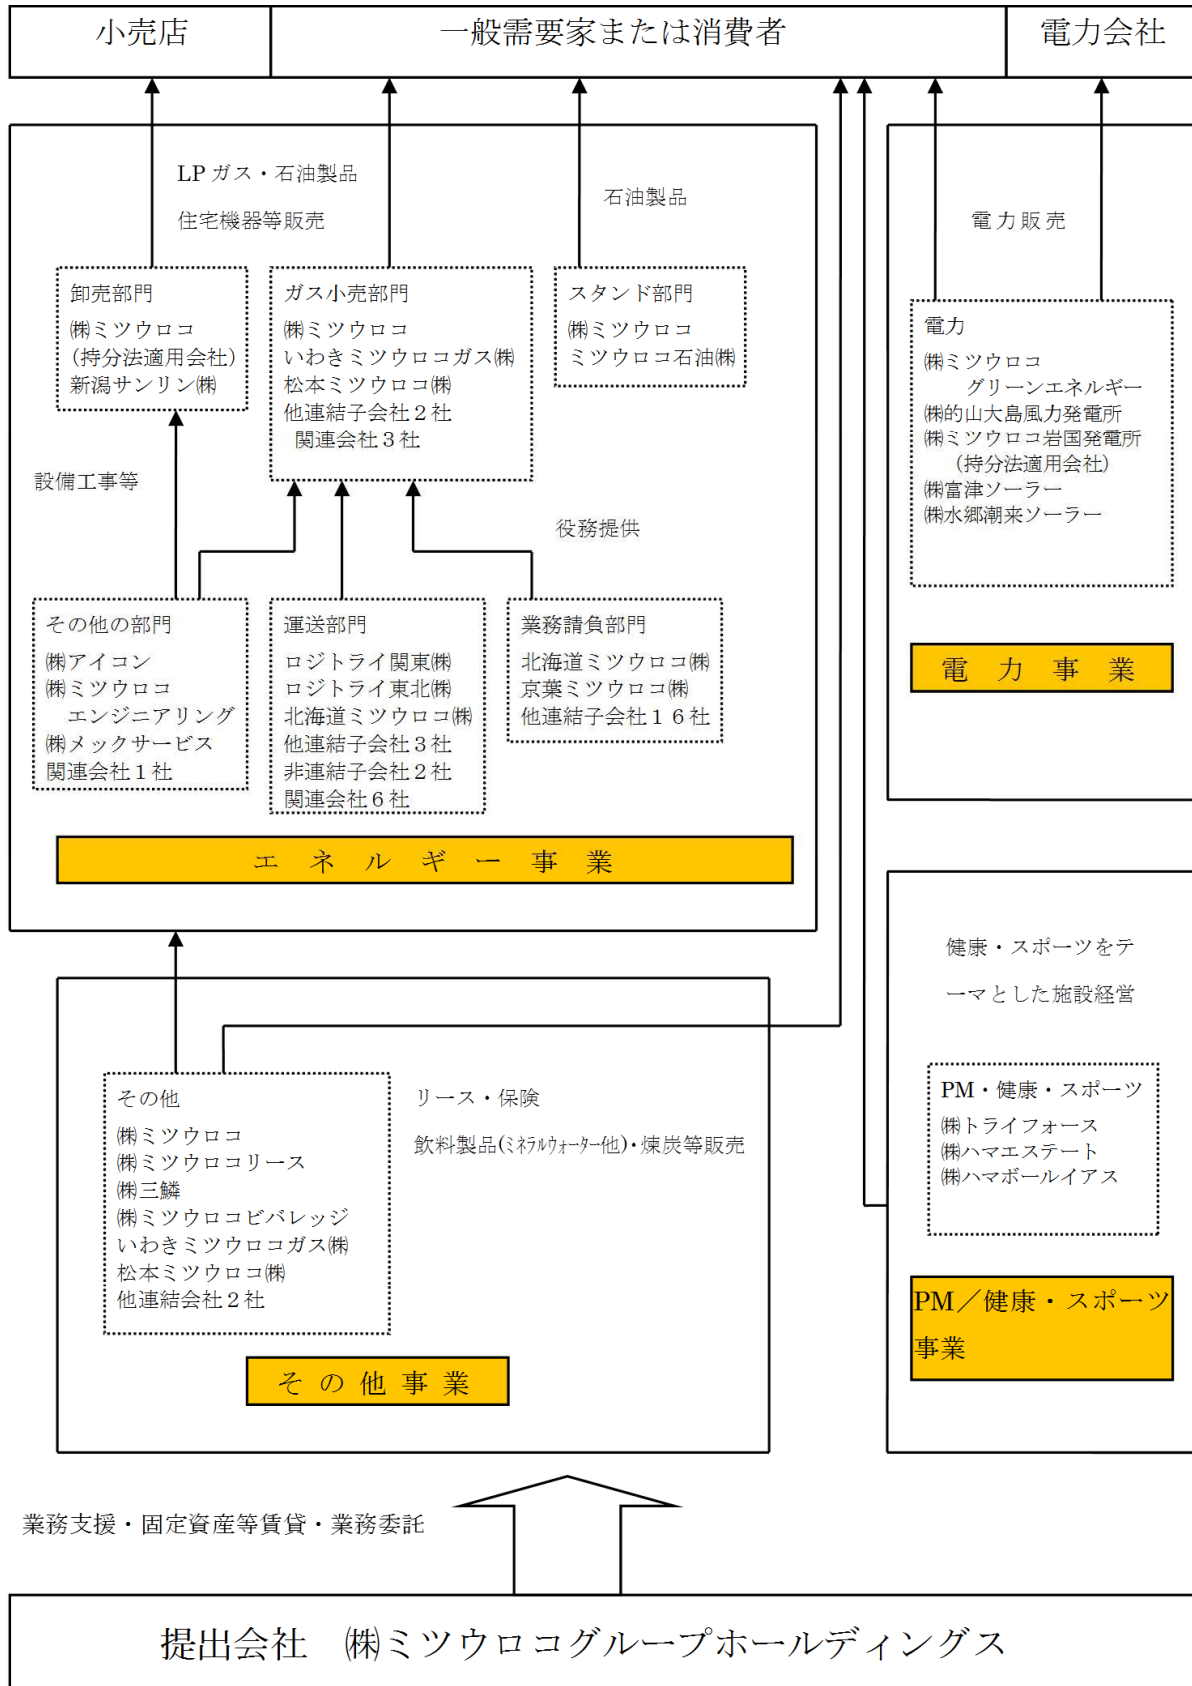 小売店
一般需要家または消費者
電力会社
LPガス・石油製品
住宅機器等販売
石油製品
電力販売
卸売部門
㈱ミツウロコ
(持分法適用会社)
新潟サンリン㈱
ガス小売部門
㈱ミツウロコ
いわきミツウロコガス㈱
松本ミツウロコ㈱
他連結子会社２社
関連会社３社
スタンド部門
㈱ミツウロコ
ミツウロコ石油㈱
電力
㈱ミツウロコ
グリーンエネルギー
㈱的山大島風力発電所
㈱ミツウロコ岩国発電所
(持分法適用会社)
㈱富津ソーラー
㈱水郷潮来ソーラー
設備工事等
役務提供
その他の部門
㈱アイコン
㈱ミツウロコ
エンジニアリング
㈱メックサービス
関連会社１社
運送部門
ロジトライ関東㈱
ロジトライ東北㈱
北海道ミツウロコ㈱
他連結子会社３社
非連結子会社２社
関連会社６社
業務請負部門
北海道ミツウロコ㈱
京葉ミツウロコ㈱
他連結子会社１６社
電力事業
エネルギー事業
健康・スポーツをテ
ーマとした施設経営
PM・健康・スポーツ
㈱トライフォース
㈱ハマエステート
㈱ハマボールイアス
PM／健康・スポーツ
事業
その他
㈱ミツウロコ
㈱ミツウロコリース
㈱三鱗
㈱ミツウロコビバレッジ
いわきミツウロコガス㈱
松本ミツウロコ㈱
他連結会社２社
リース・保険
飲料製品(ﾐﾈﾗﾙｳｫｰﾀｰ他)・煉炭等販売
その他事業
業務支援・固定資産等賃貸・業務委託
提出会社　㈱ミツウロコグループホールディングス